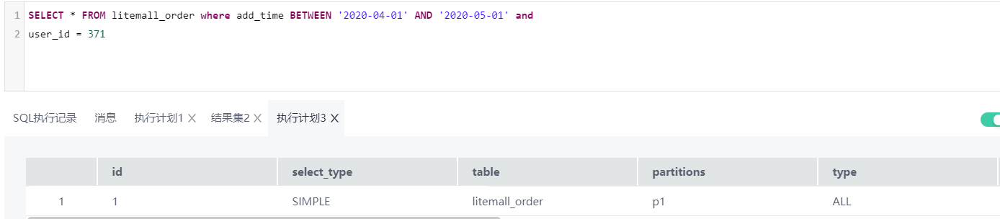 1 SELECT * FROM litemall_order where add_time BETWEEN '2020-04-01' AND '2020-05-01' and
2 user_id = 371
SQL执行记录 消息 执行计划1 结果集2 执行计划3
id select_type table partitions type
1 1 SIMPLE litemall_order p1 ALL